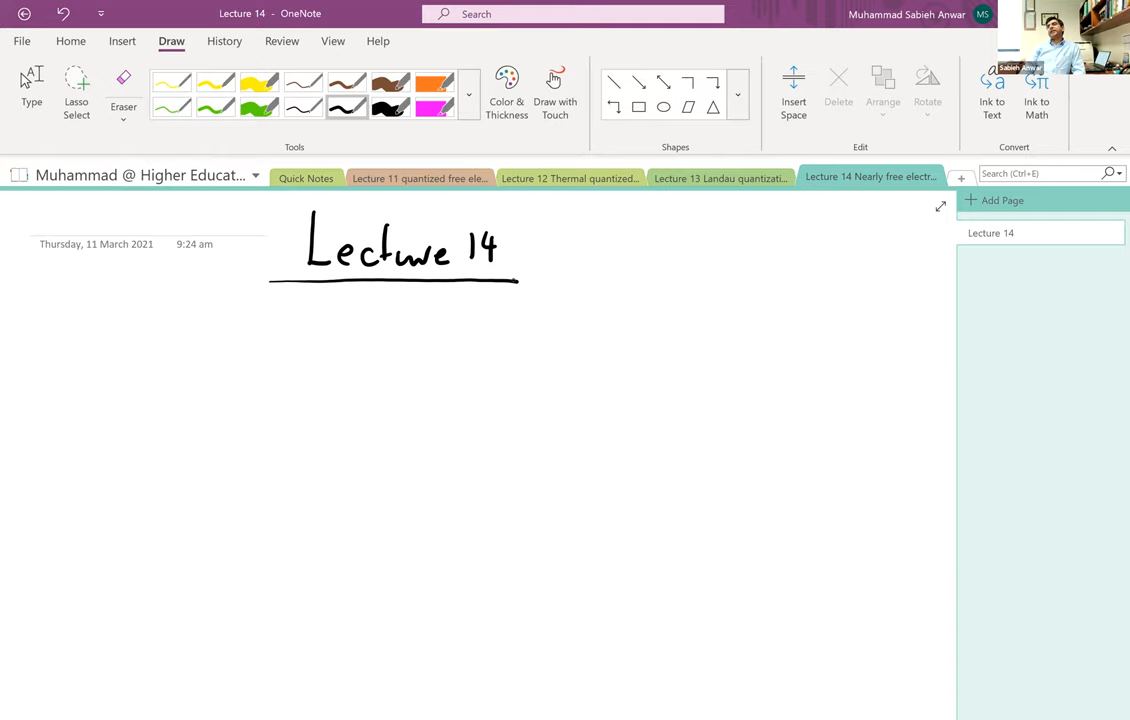 Lecture 14 - OneNote
Search
Muhammad Sabieh Anwar
MS
Sabieh Anwar
File Home Insert Draw History Review View Help
Type
Lasso Select
Eraser
Color & Thickness
Draw with Touch
Insert Space
Delete
Arrange
Rotate
Ink to Text
Ink to Math
Tools
Shapes
Edit
Convert
Muhammad @ Higher Educat...
Quick Notes
Lecture 11 quantized free ele...
Lecture 12 Thermal quantized...
Lecture 13 Landau quantizati...
Lecture 14 Nearly free electr...
Search (Ctrl+E)
Add Page
Lecture 14
Thursday, 11 March 2021 9:24 am
Lecture 14